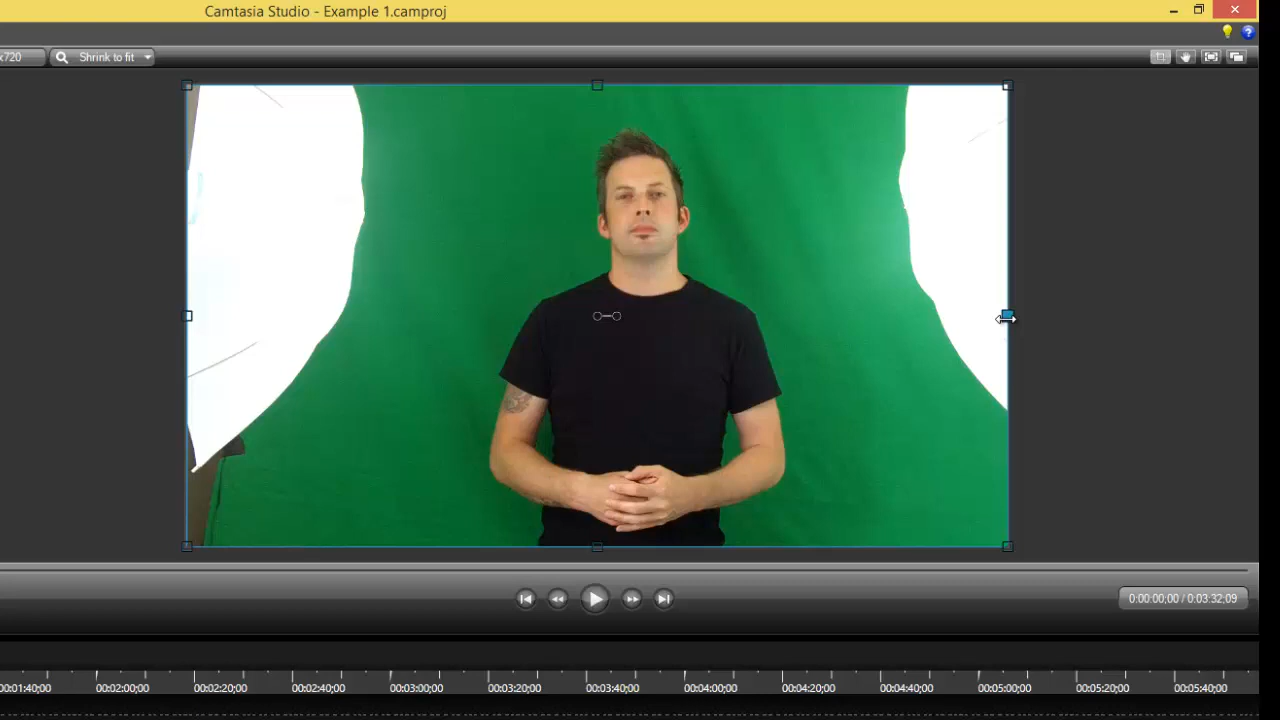 Camtasia Studio - Example 1.camproj
x720
Shrink to fit
0:00:00;00 / 0:03:32;09
00:01:40;00 00:02:00;00 00:02:20;00 00:02:40;00 00:03:00;00 00:03:20;00 00:03:40;00 00:04:00;00 00:04:20;00 00:04:40;00 00:05:00;00 00:05:20;00 00:05:40;00